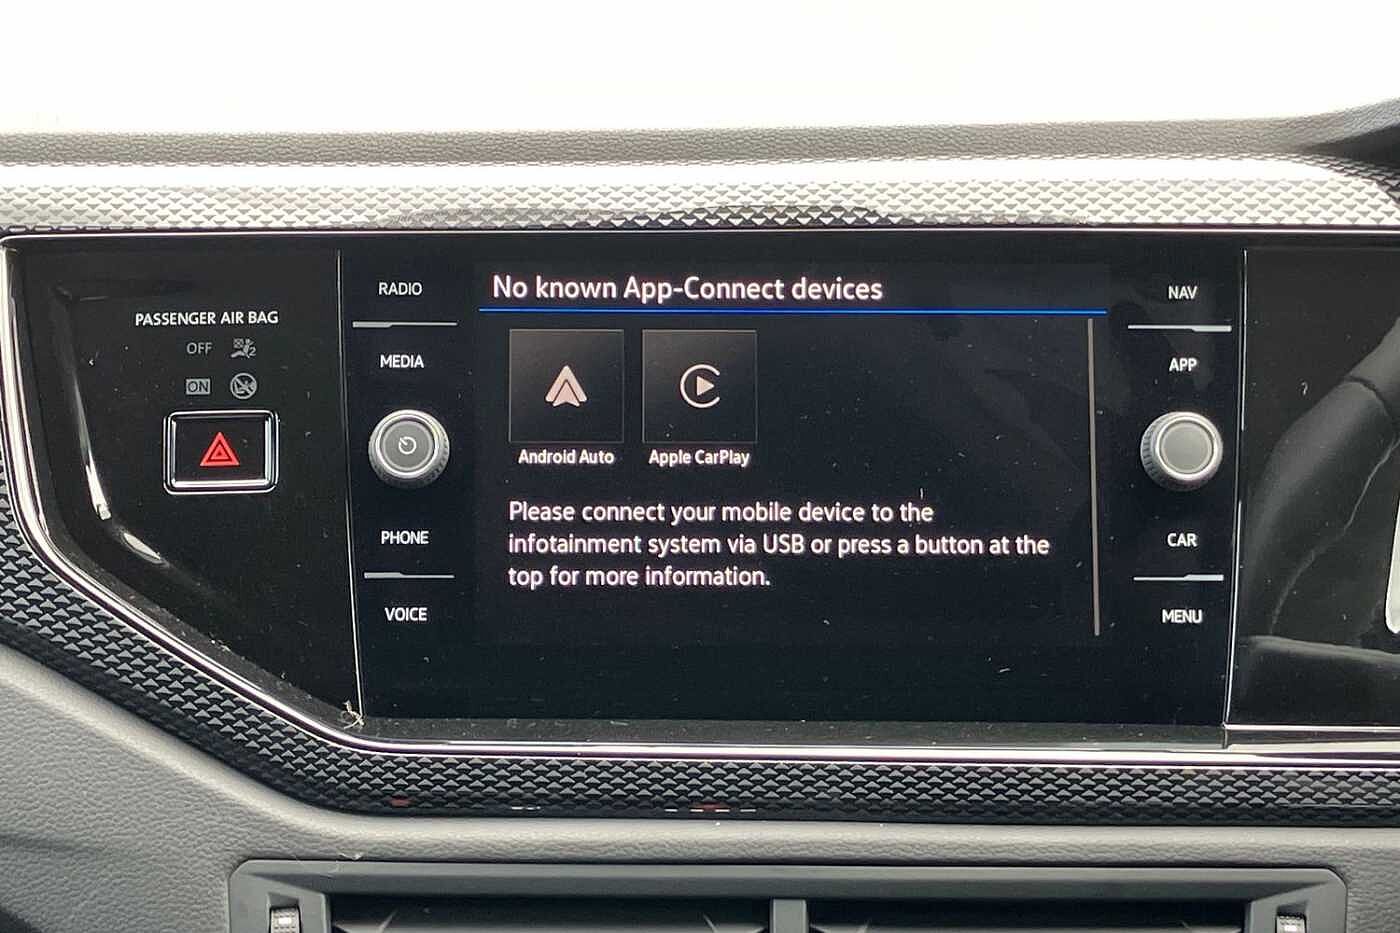 PASSENGER AIR BAG
OFF
ON
RADIO
MEDIA
PHONE
VOICE
No known App-Connect devices
Android Auto
Apple CarPlay
Please connect your mobile device to the
infotainment system via USB or press a button at the
top for more information.
NAV
APP
CAR
MENU